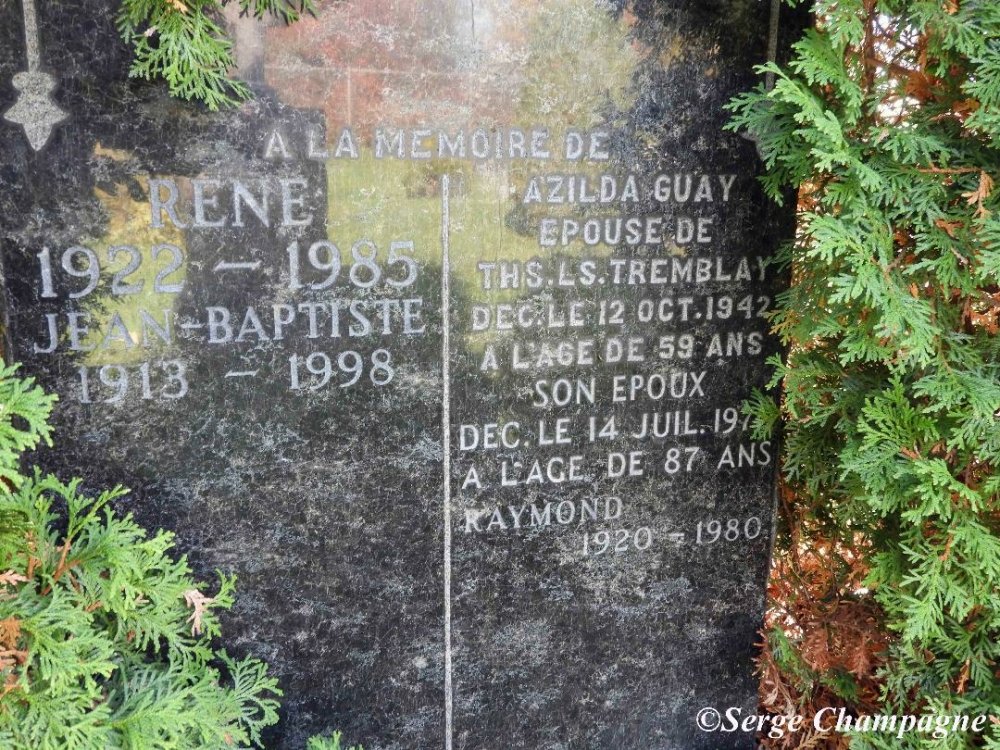 A LA MEMOIRE DE
RENE
1922 – 1985
JEAN-BAPTISTE
1913 – 1998
AZILDA GUAY
EPOUSE DE
THS. LS. TREMBLAY
DEC. LE 12 OCT. 1942
A L'AGE DE 59 ANS
SON EPOUX
DEC. LE 14 JUIL.
A L'AGE DE 87 ANS
RAYMOND
1920 – 1980
©Serge Champagne